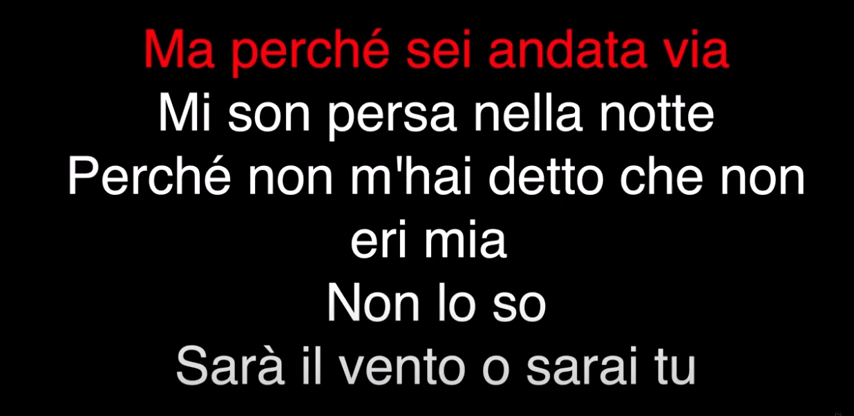 Ma perché sei andata via
Mi son persa nella notte
Perché non m'hai detto che non
eri mia
Non lo so
Sarà il vento o sarai tu